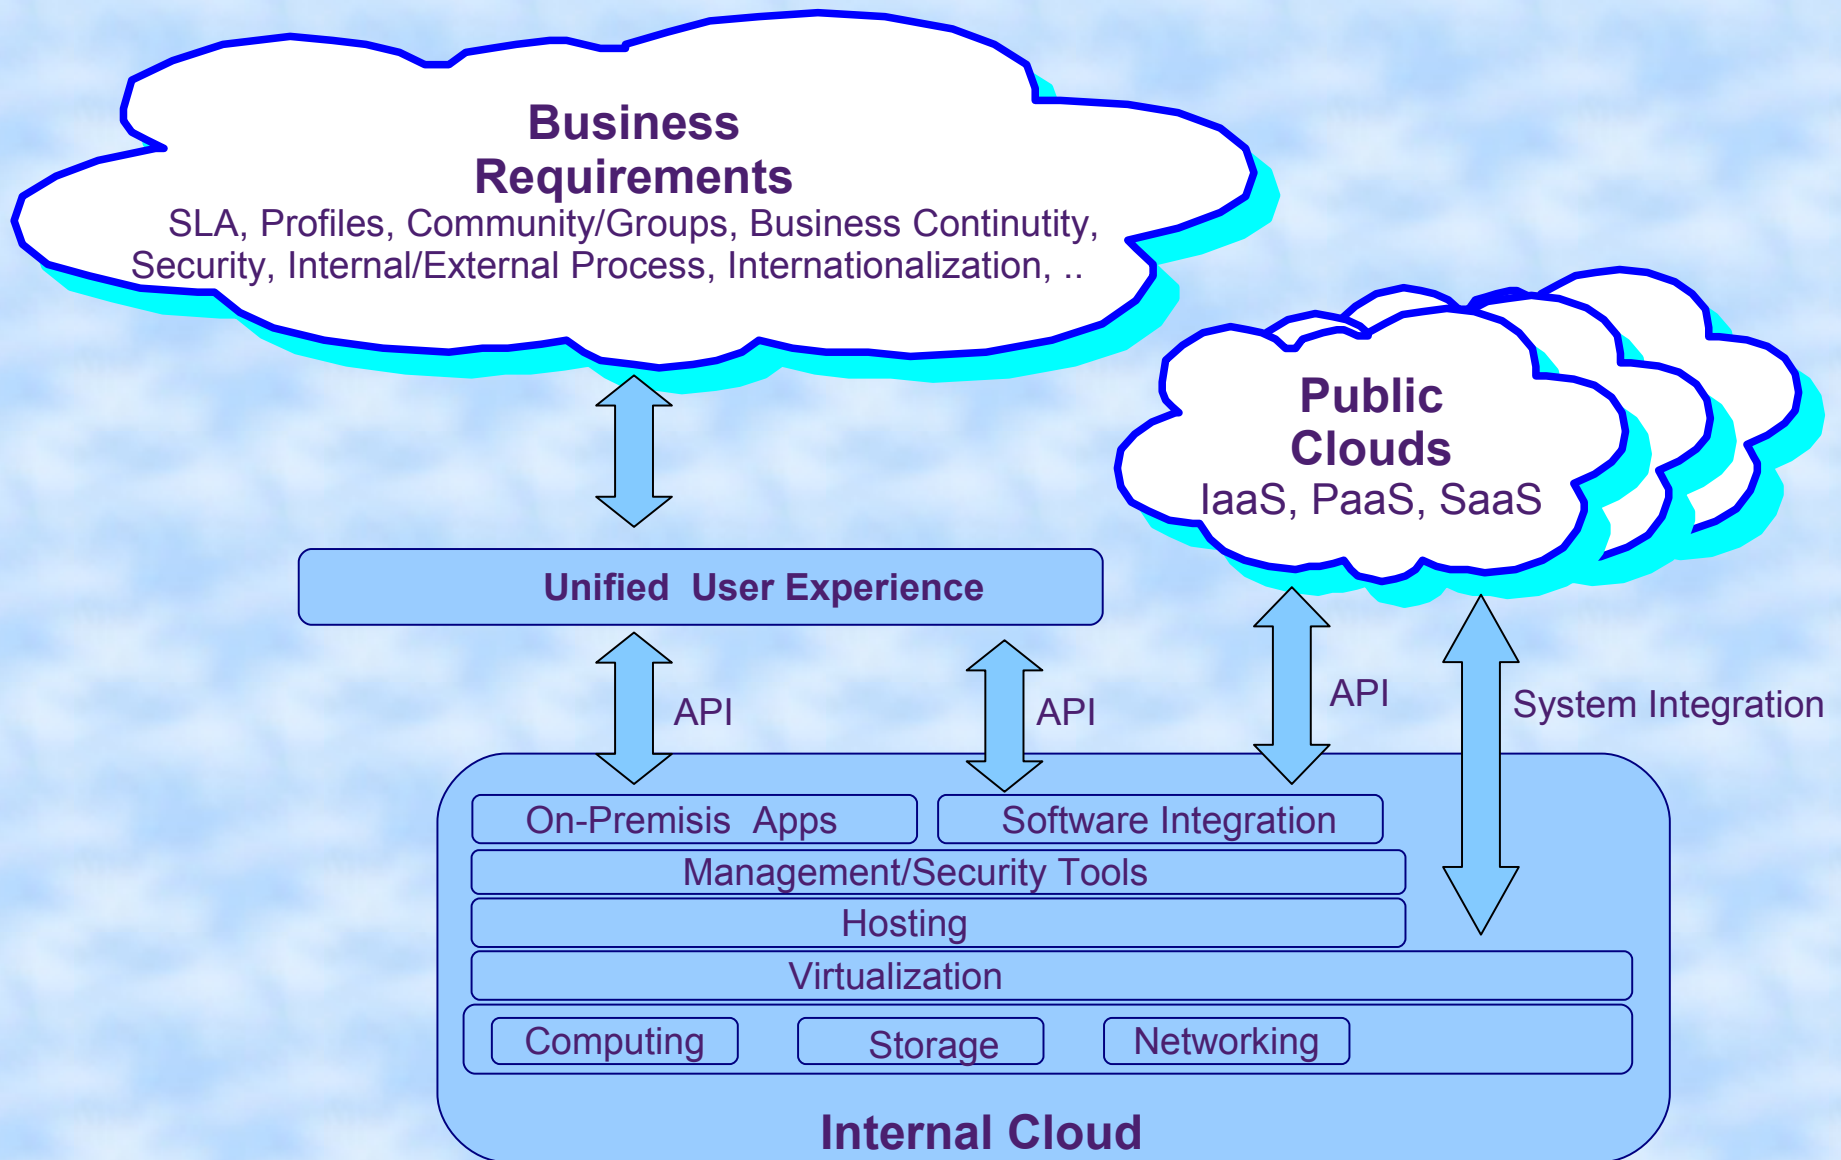 Business
Requirements
SLA, Profiles, Community/Groups, Business Continutity,
Security, Internal/External Process, Internationalization, ..
Public
Clouds
IaaS, PaaS, SaaS
Unified  User Experience
API
API
API
System Integration
On-Premisis  Apps
Software Integration
Management/Security Tools
Hosting
Virtualization
Computing
Storage
Networking
Internal Cloud